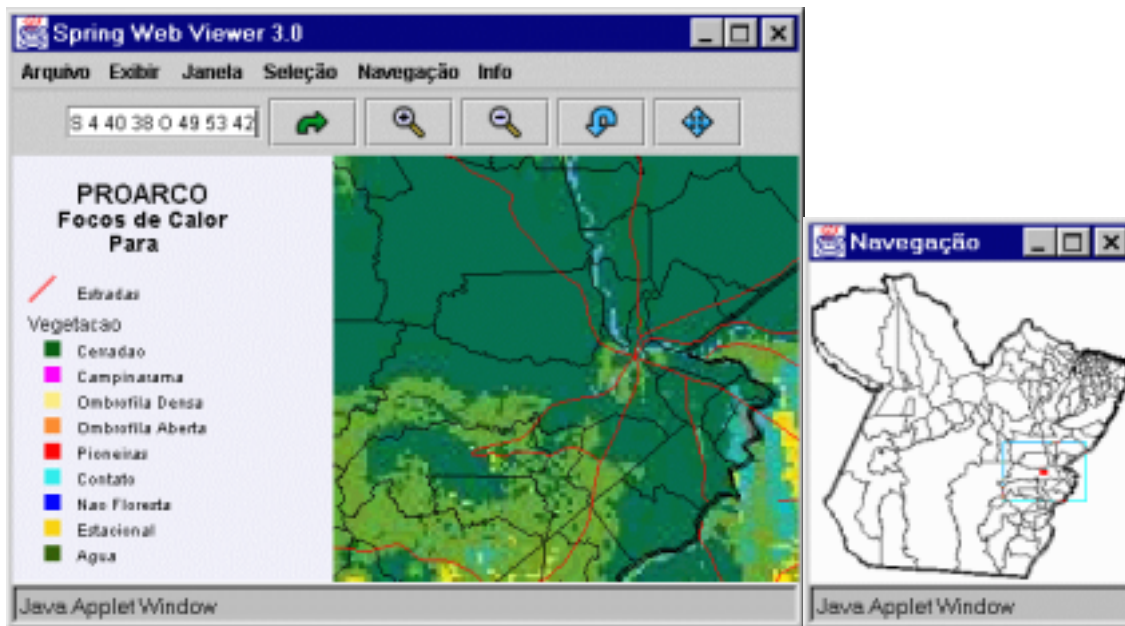 Spring Web Viewer 3.0
Arquivo Exibir Janela Seleção Navegação Info
S 4 40 38 O 49 53 42
PROARCO
Focos de Calor
Para
Estradas
Vegetacao
Cerradao
Campinarama
Ombrofila Densa
Ombrofila Aberta
Pioneiras
Contato
Nao Floresta
Estacional
Agua
Java Applet Window
Navegação
Java Applet Window